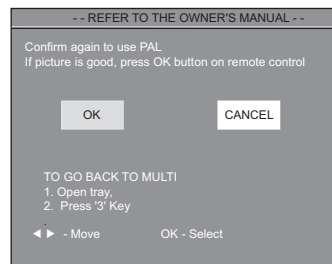 - - REFER TO THE OWNER'S MANUAL - -
Confirm again to use PAL
If picture is good, press OK button on remote control
OK CANCEL
TO GO BACK TO MULTI
1. Open tray,
2. Press '3' Key
.
◄ ► - Move OK - Select